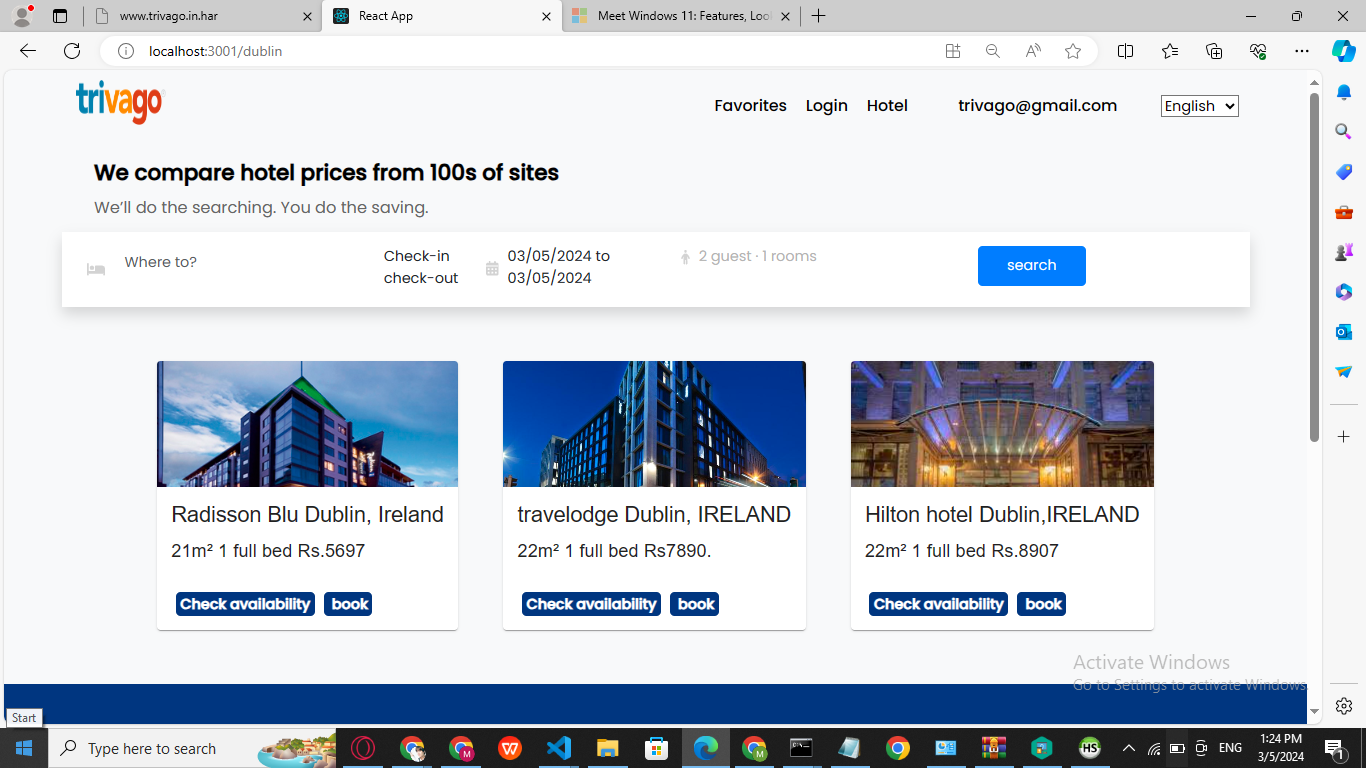 www.trivago.in.har
React App
Meet Windows 11: Features, Loo
localhost:3001/dublin
trivago
Favorites Login Hotel trivago@gmail.com English
We compare hotel prices from 100s of sites
We'll do the searching. You do the saving.
Where to?
Check-in
check-out
03/05/2024 to
03/05/2024
2 guest · 1 rooms
search
Radisson Blu Dublin, Ireland
21m² 1 full bed Rs.5697
Check availability book
travelodge Dublin, IRELAND
22m² 1 full bed Rs7890.
Check availability book
Hilton hotel Dublin,IRELAND
22m² 1 full bed Rs.8907
Check availability book
Activate Windows
Go to Settings to activate Windows.
Start
Type here to search
ENG
1:24 PM
3/5/2024
1